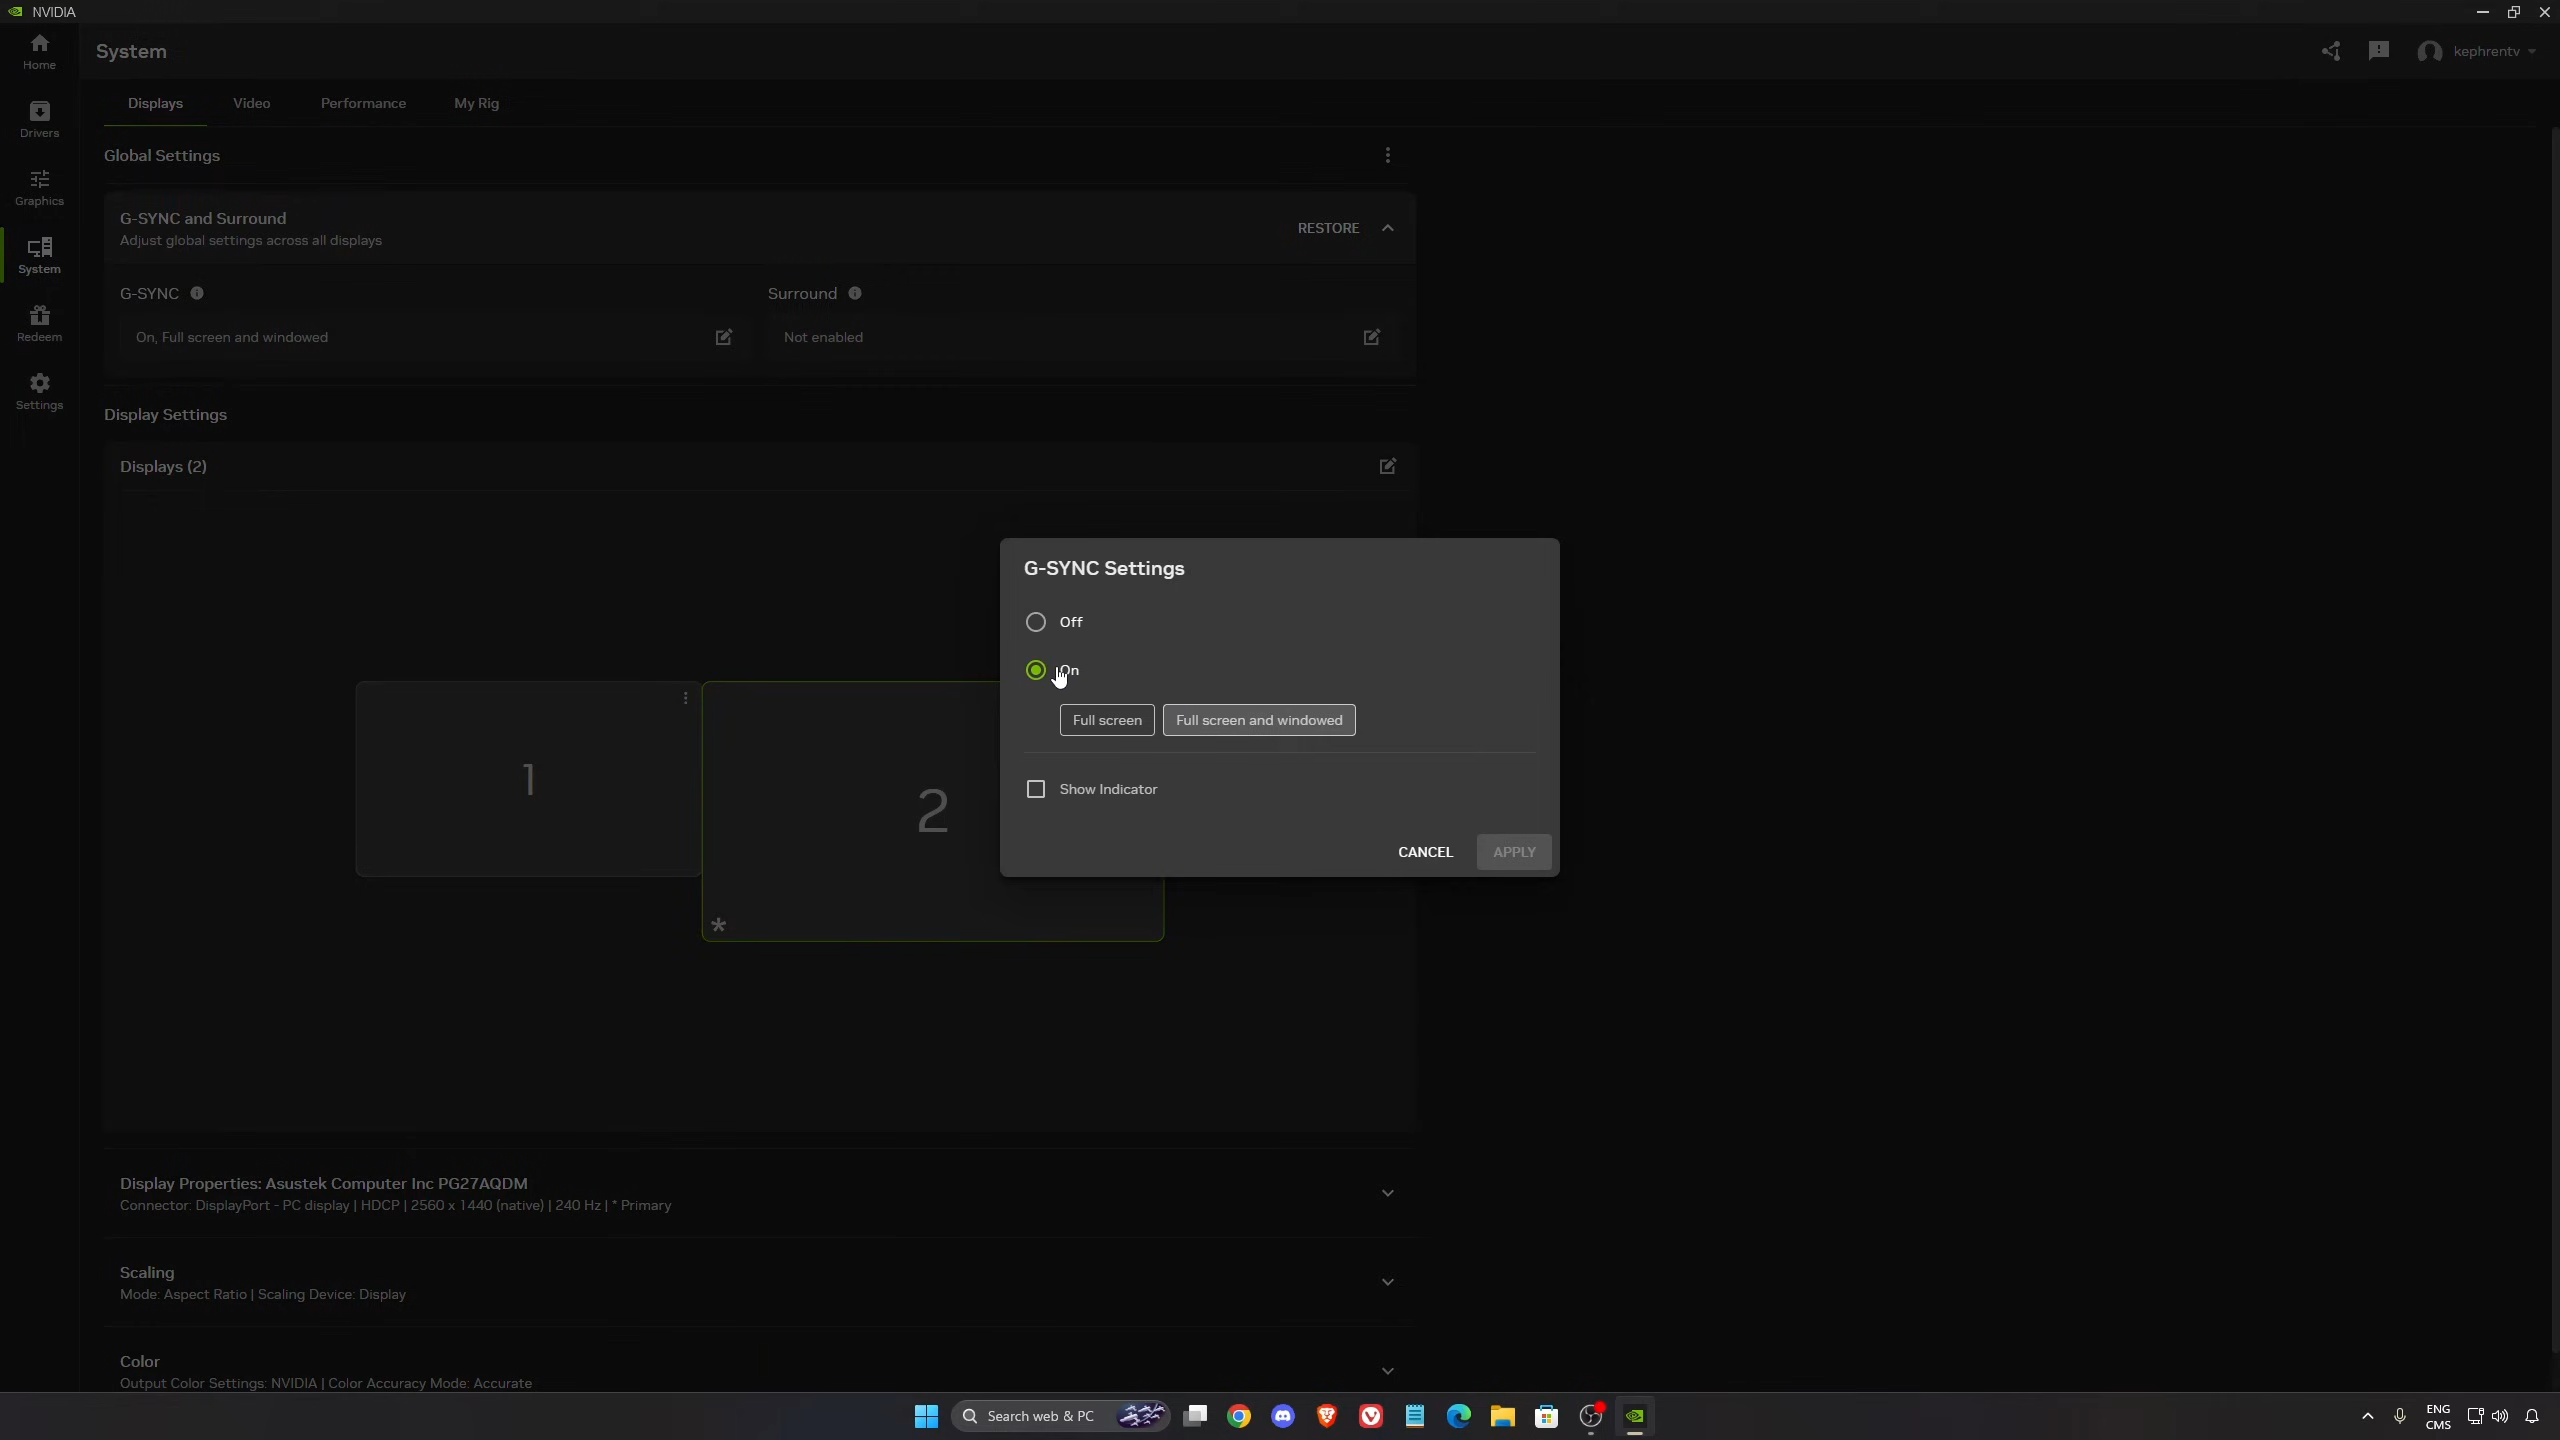 NVIDIA
System
kephrentv
Home
Drivers
Graphics
System
Redeem
Settings
Displays Video Performance My Rig
Global Settings
G-SYNC and Surround
Adjust global settings across all displays
RESTORE
G-SYNC
Surround
On, Full screen and windowed
Not enabled
Display Settings
Displays (2)
1
2
*
G-SYNC Settings
Off
On
Full screen
Full screen and windowed
Show Indicator
CANCEL
APPLY
Display Properties: Asustek Computer Inc PG27AQDM
Connector: DisplayPort - PC display | HDCP | 2560 x 1440 (native) | 240 Hz | * Primary
Scaling
Mode: Aspect Ratio | Scaling Device: Display
Color
Output Color Settings: NVIDIA | Color Accuracy Mode: Accurate
Search web & PC
ENG
CMS